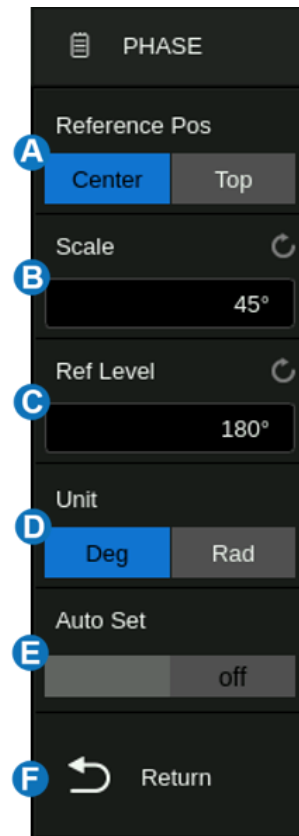 PHASE
Reference Pos
A
Center Top
Scale
B
45°
Ref Level
C
180°
Unit
D
Deg Rad
Auto Set
E
off
F Return